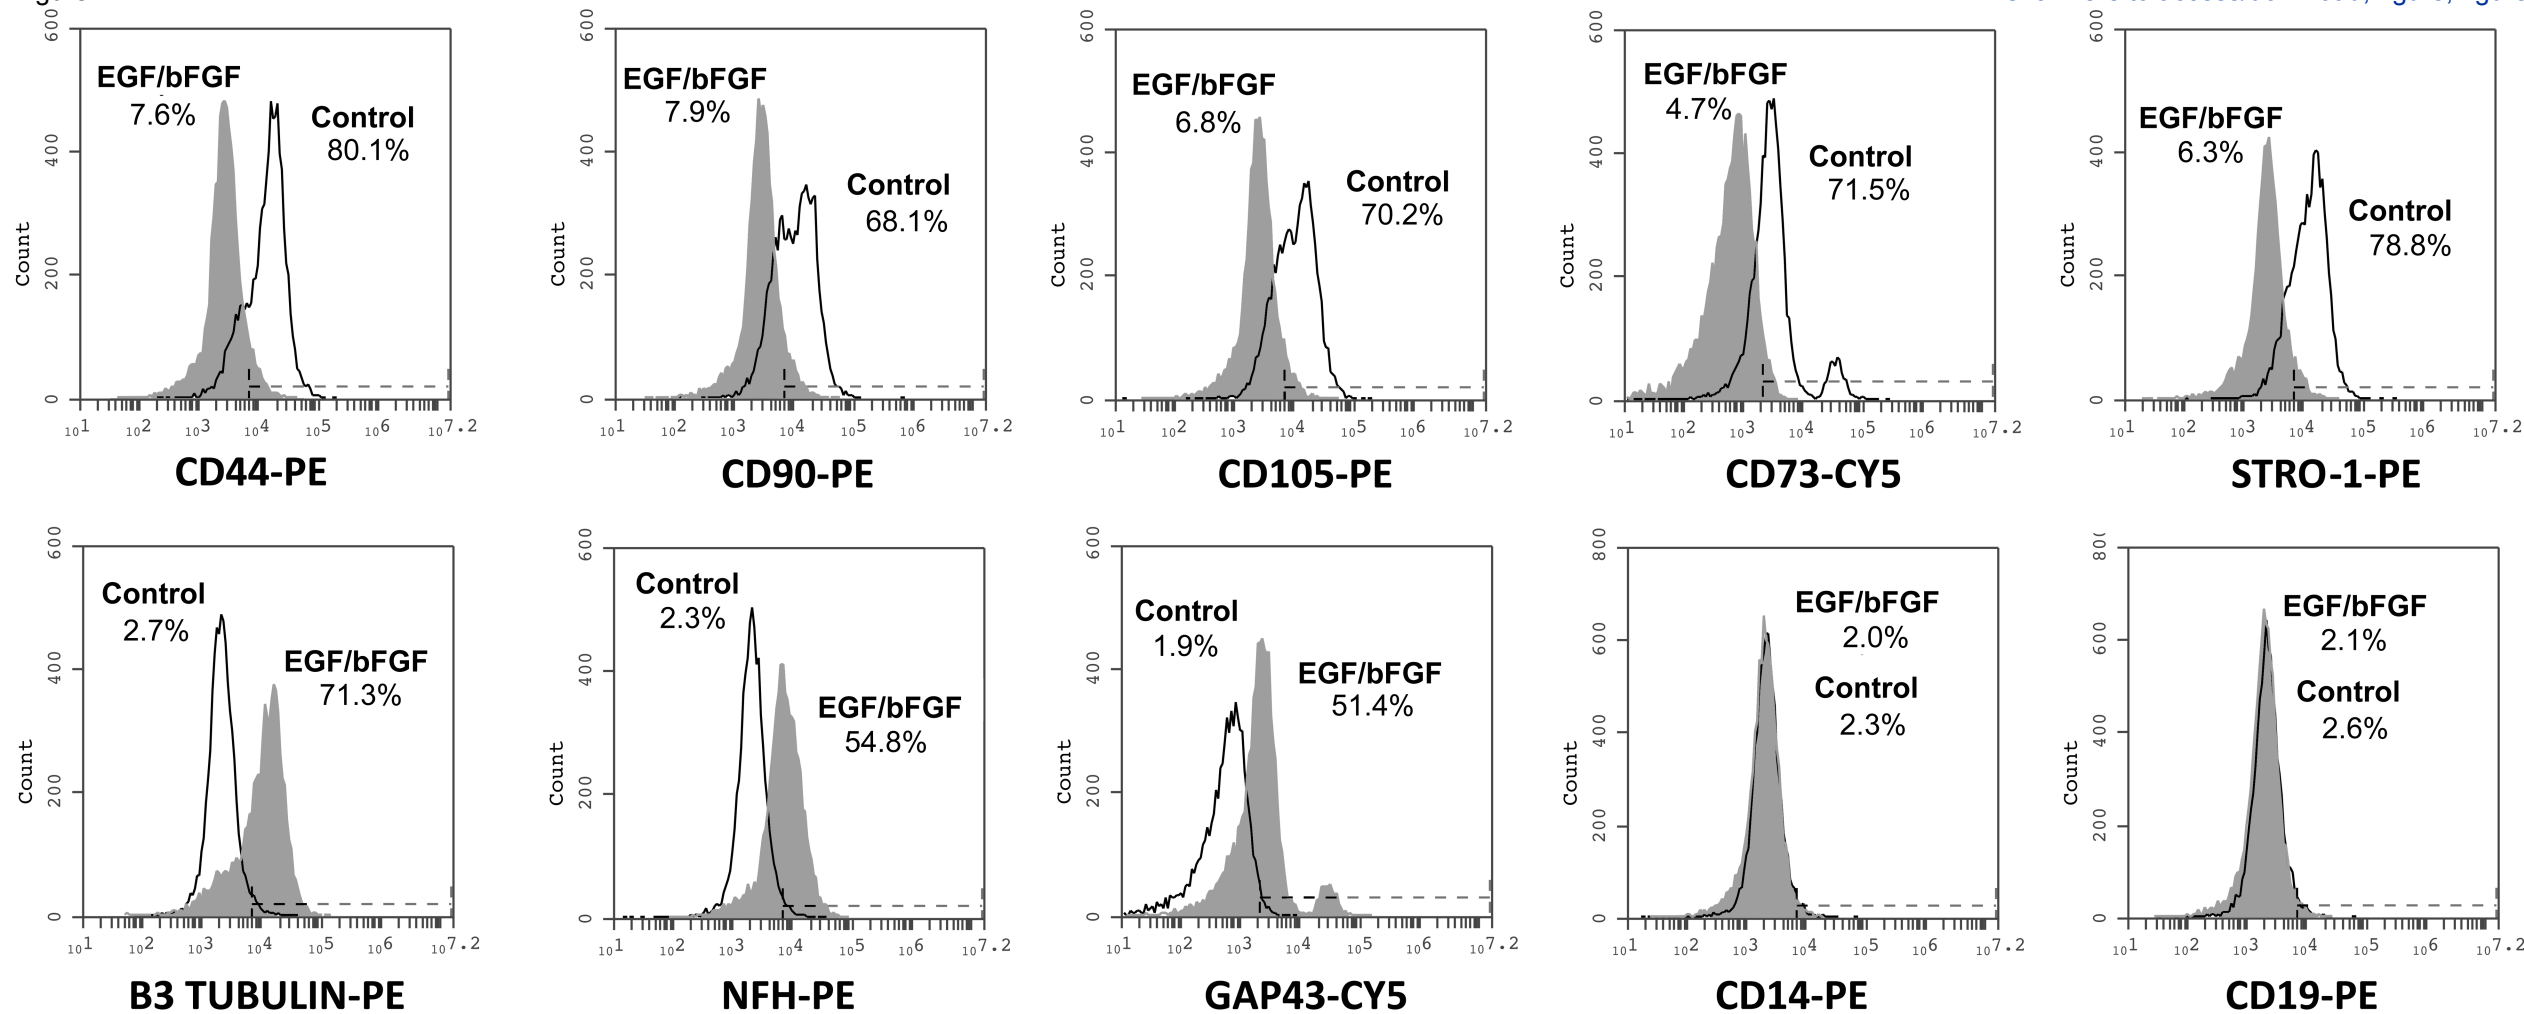 600
400
200
0
Count
EGF/bFGF
7.6%
Control
80.1%
10^1 10^2 10^3 10^4 10^5 10^6 10^7.2
CD44-PE
600
400
200
0
Count
EGF/bFGF
7.9%
Control
68.1%
10^1 10^2 10^3 10^4 10^5 10^6 10^7.2
CD90-PE
600
400
200
0
Count
EGF/bFGF
6.8%
Control
70.2%
10^1 10^2 10^3 10^4 10^5 10^6 10^7.2
CD105-PE
600
400
200
0
Count
EGF/bFGF
4.7%
Control
71.5%
10^1 10^2 10^3 10^4 10^5 10^6 10^7.2
CD73-CY5
600
400
200
0
Count
EGF/bFGF
6.3%
Control
78.8%
10^1 10^2 10^3 10^4 10^5 10^6 10^7.2
STRO-1-PE
600
400
200
0
Count
Control
2.7%
EGF/bFGF
71.3%
10^1 10^2 10^3 10^4 10^5 10^6 10^7.2
B3 TUBULIN-PE
600
400
200
0
Count
Control
2.3%
EGF/bFGF
54.8%
10^1 10^2 10^3 10^4 10^5 10^6 10^7.2
NFH-PE
600
400
200
0
Count
Control
1.9%
EGF/bFGF
51.4%
10^1 10^2 10^3 10^4 10^5 10^6 10^7.2
GAP43-CY5
800
600
400
200
0
Count
EGF/bFGF
2.0%
Control
2.3%
10^1 10^2 10^3 10^4 10^5 10^6 10^7.2
CD14-PE
800
600
400
200
0
Count
EGF/bFGF
2.1%
Control
2.6%
10^1 10^2 10^3 10^4 10^5 10^6 10^7.2
CD19-PE